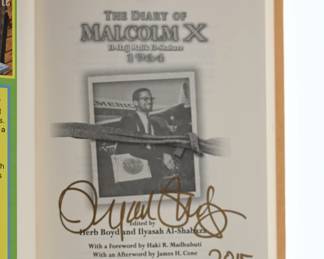 THE DIARY OF
MALCOLM X
El-Hajj Malik El-Shabazz
1964
Edited by
Herb Boyd and Ilyasah Al-Shabazz
With a Foreword by Haki R. Madhubuti
With an Afterword by James H. Cone
2015